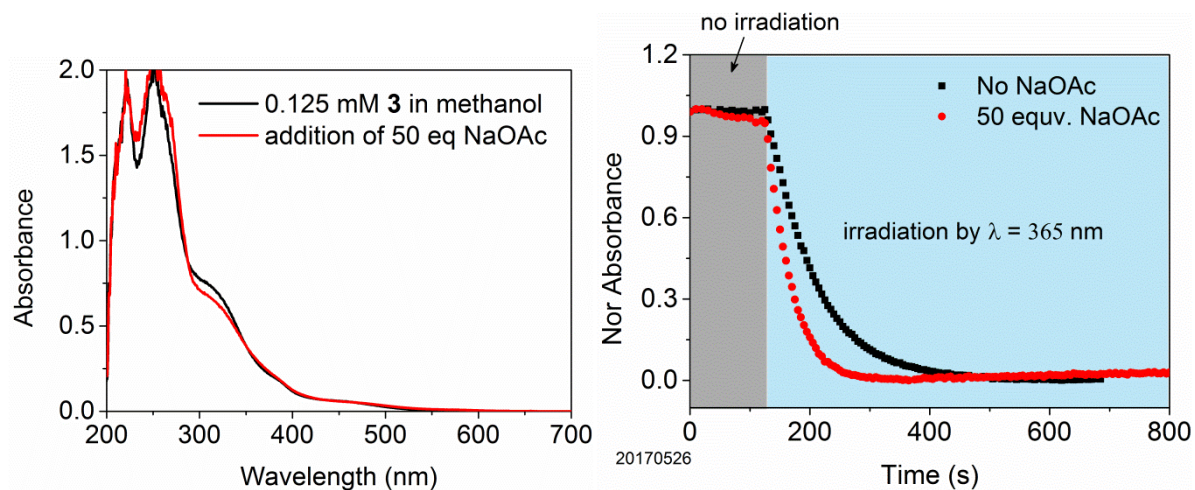 2.0
1.5
1.0
0.5
0.0
200 300 400 500 600 700
Absorbance
Wavelength (nm)
0.125 mM 3 in methanol
addition of 50 eq NaOAc
no irradiation
1.2
0.9
0.6
0.3
0.0
0 200 400 600 800
Nor Absorbance
Time (s)
No NaOAc
50 equv. NaOAc
irradiation by λ = 365 nm
20170526